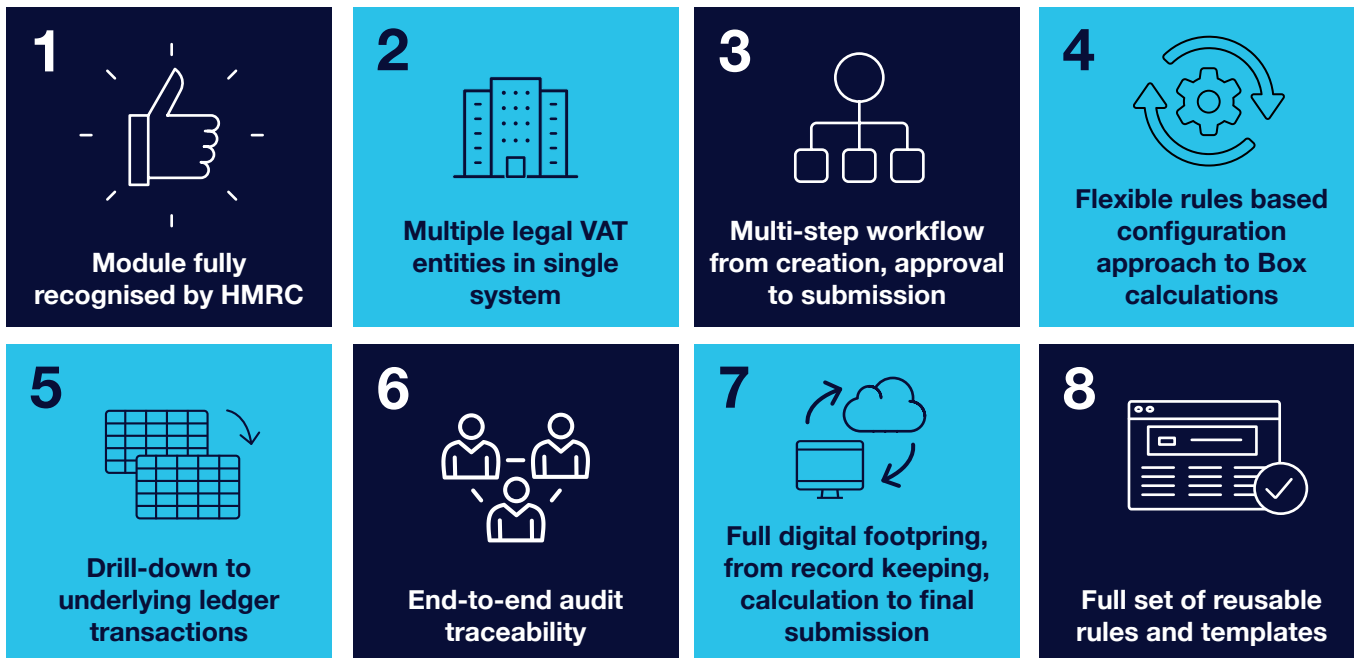 1
Module fully
recognised by HMRC
2
Multiple legal VAT
entities in single
system
3
Multi-step workflow
from creation, approval
to submission
4
Flexible rules based
configuration
approach to Box
calculations
5
Drill-down to
underlying ledger
transactions
6
End-to-end audit
traceability
7
Full digital footpring,
from record keeping,
calculation to final
submission
8
Full set of reusable
rules and templates